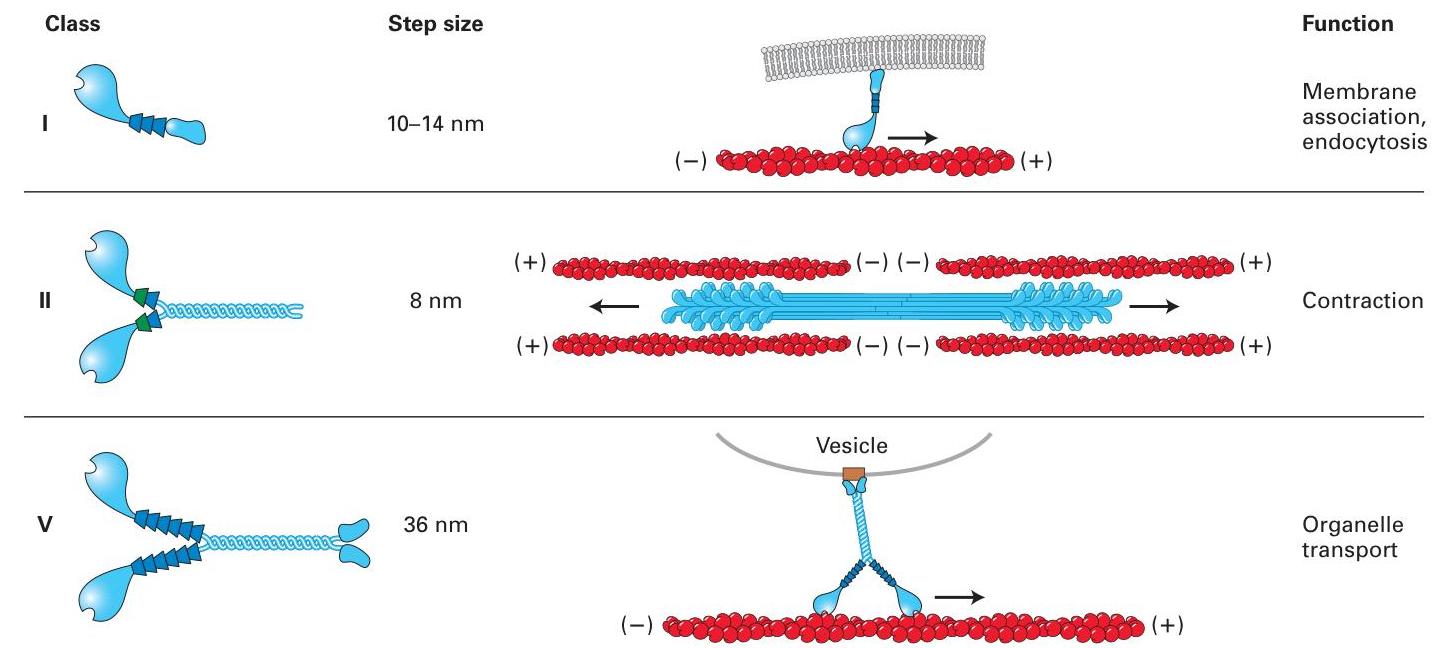 Class
Step size
Function
I
10–14 nm
Membrane
association,
endocytosis
(−)
(+)
II
8 nm
(+)
(−) (−)
(+)
Contraction
(+)
(−) (−)
(+)
V
36 nm
Vesicle
Organelle
transport
(−)
(+)